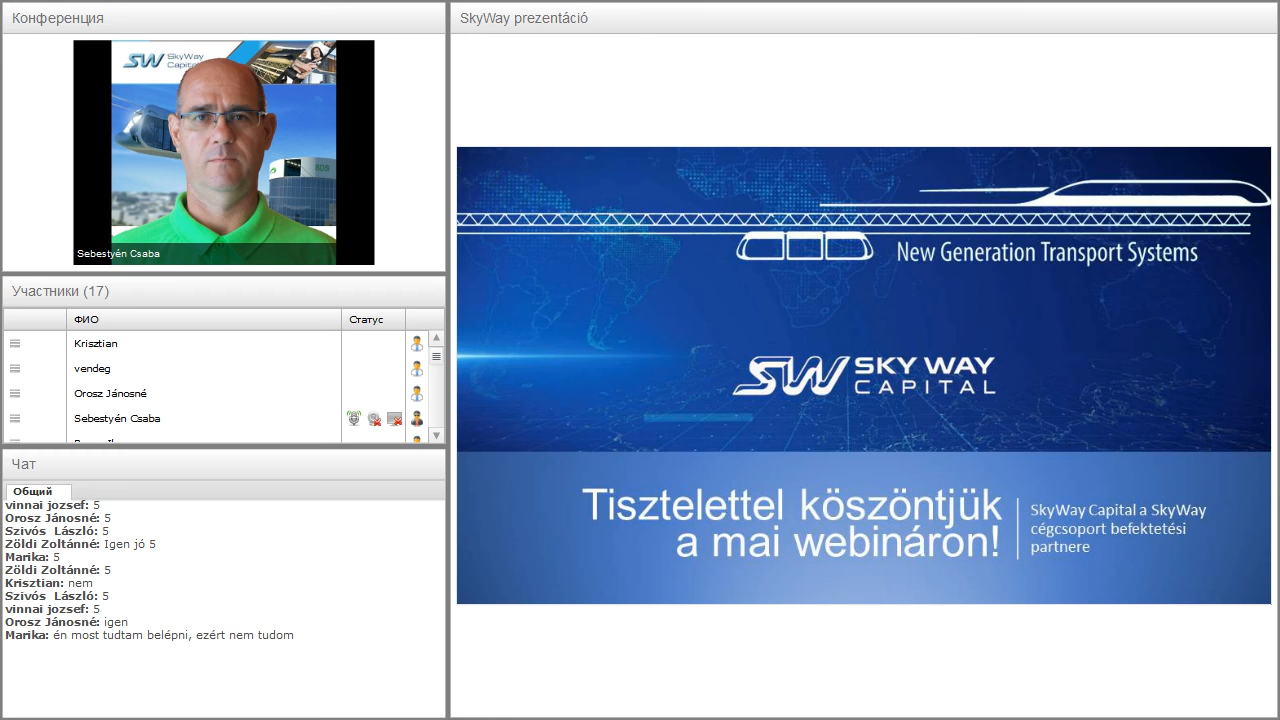 Конференция
SW SkyWay
Capital
Sebestyén Csaba
Участники (17)
ФИО
Статус
Krisztian
vendeg
Orosz Jánosné
Sebestyén Csaba
Чат
Общий
vinnai jozsef: 5
Orosz Jánosné: 5
Szivós László: 5
Zöldi Zoltánné: Igen jó 5
Marika: 5
Zöldi Zoltánné: 5
Krisztian: nem
Szivós László: 5
vinnai jozsef: 5
Orosz Jánosné: igen
Marika: én most tudtam belépni, ezért nem tudom
SkyWay prezentáció
New Generation Transport Systems
SW SKY WAY
CAPITAL
Tisztelettel köszöntjük
a mai webináron!
SkyWay Capital a SkyWay
cégcsoport befektetési
partnere